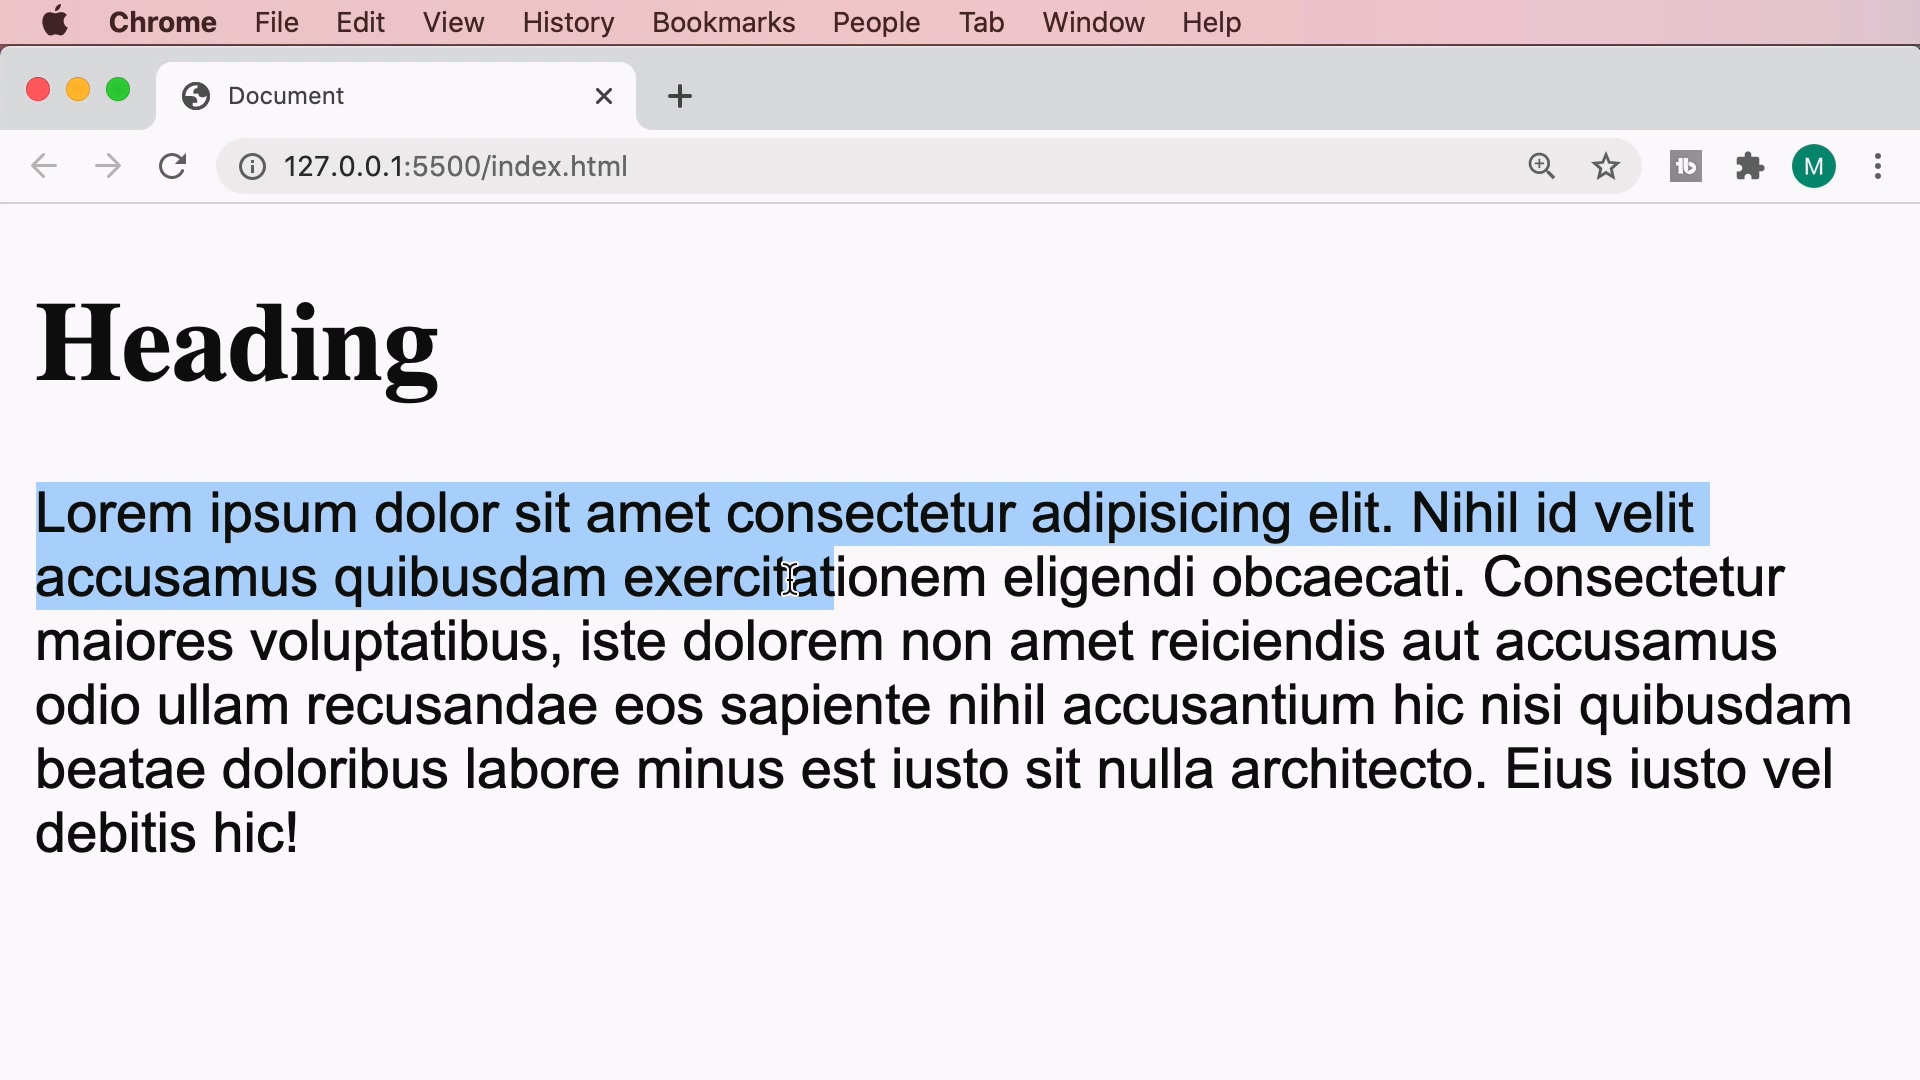 Chrome File Edit View History Bookmarks People Tab Window Help
Document
127.0.0.1:5500/index.html
tb
M
Heading
Lorem ipsum dolor sit amet consectetur adipisicing elit. Nihil id velit
accusamus quibusdam exercitationem eligendi obcaecati. Consectetur
maiores voluptatibus, iste dolorem non amet reiciendis aut accusamus
odio ullam recusandae eos sapiente nihil accusantium hic nisi quibusdam
beatae doloribus labore minus est iusto sit nulla architecto. Eius iusto vel
debitis hic!